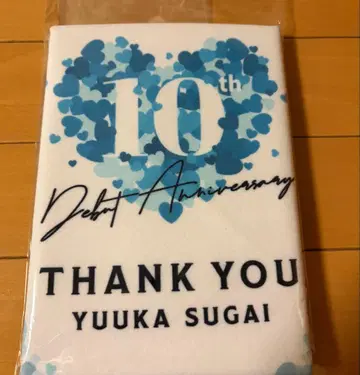 10th
Debut Anniversary
THANK YOU
YUUKA SUGAI